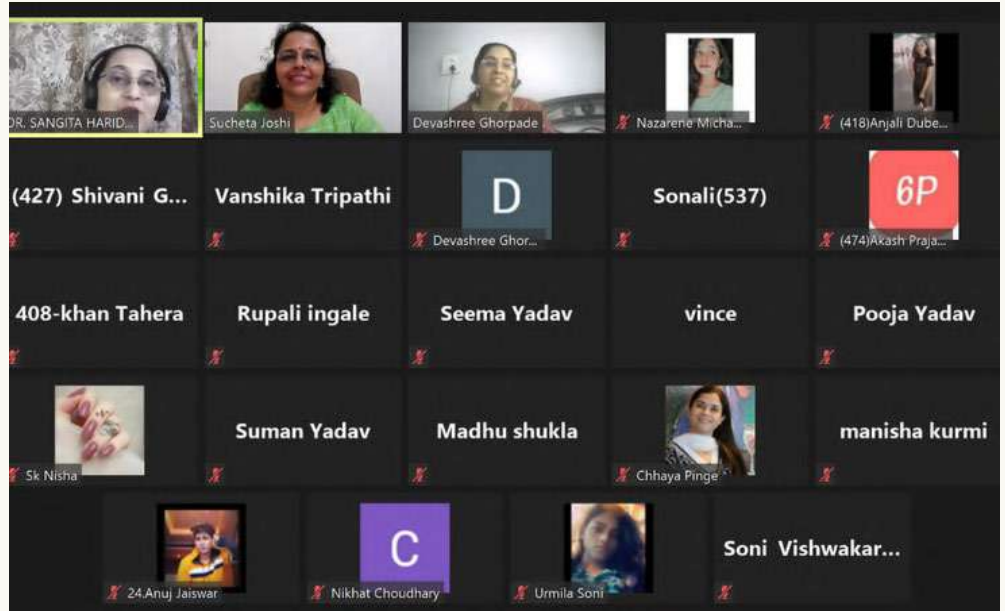 DR. SANGITA HARID...
Sucheta Joshi
Devashree Ghorpade
Nazarene Micha...
(418)Anjali Dube...
(427) Shivani G...
Vanshika Tripathi
D
Devashree Ghor...
Sonali(537)
6P
(474)Akash Praja...
408-khan Tahera
Rupali ingale
Seema Yadav
vince
Pooja Yadav
Sk Nisha
Suman Yadav
Madhu shukla
Chhaya Pinge
manisha kurmi
24.Anuj Jaiswar
C
Nikhat Choudhary
Urmila Soni
Soni Vishwakar...